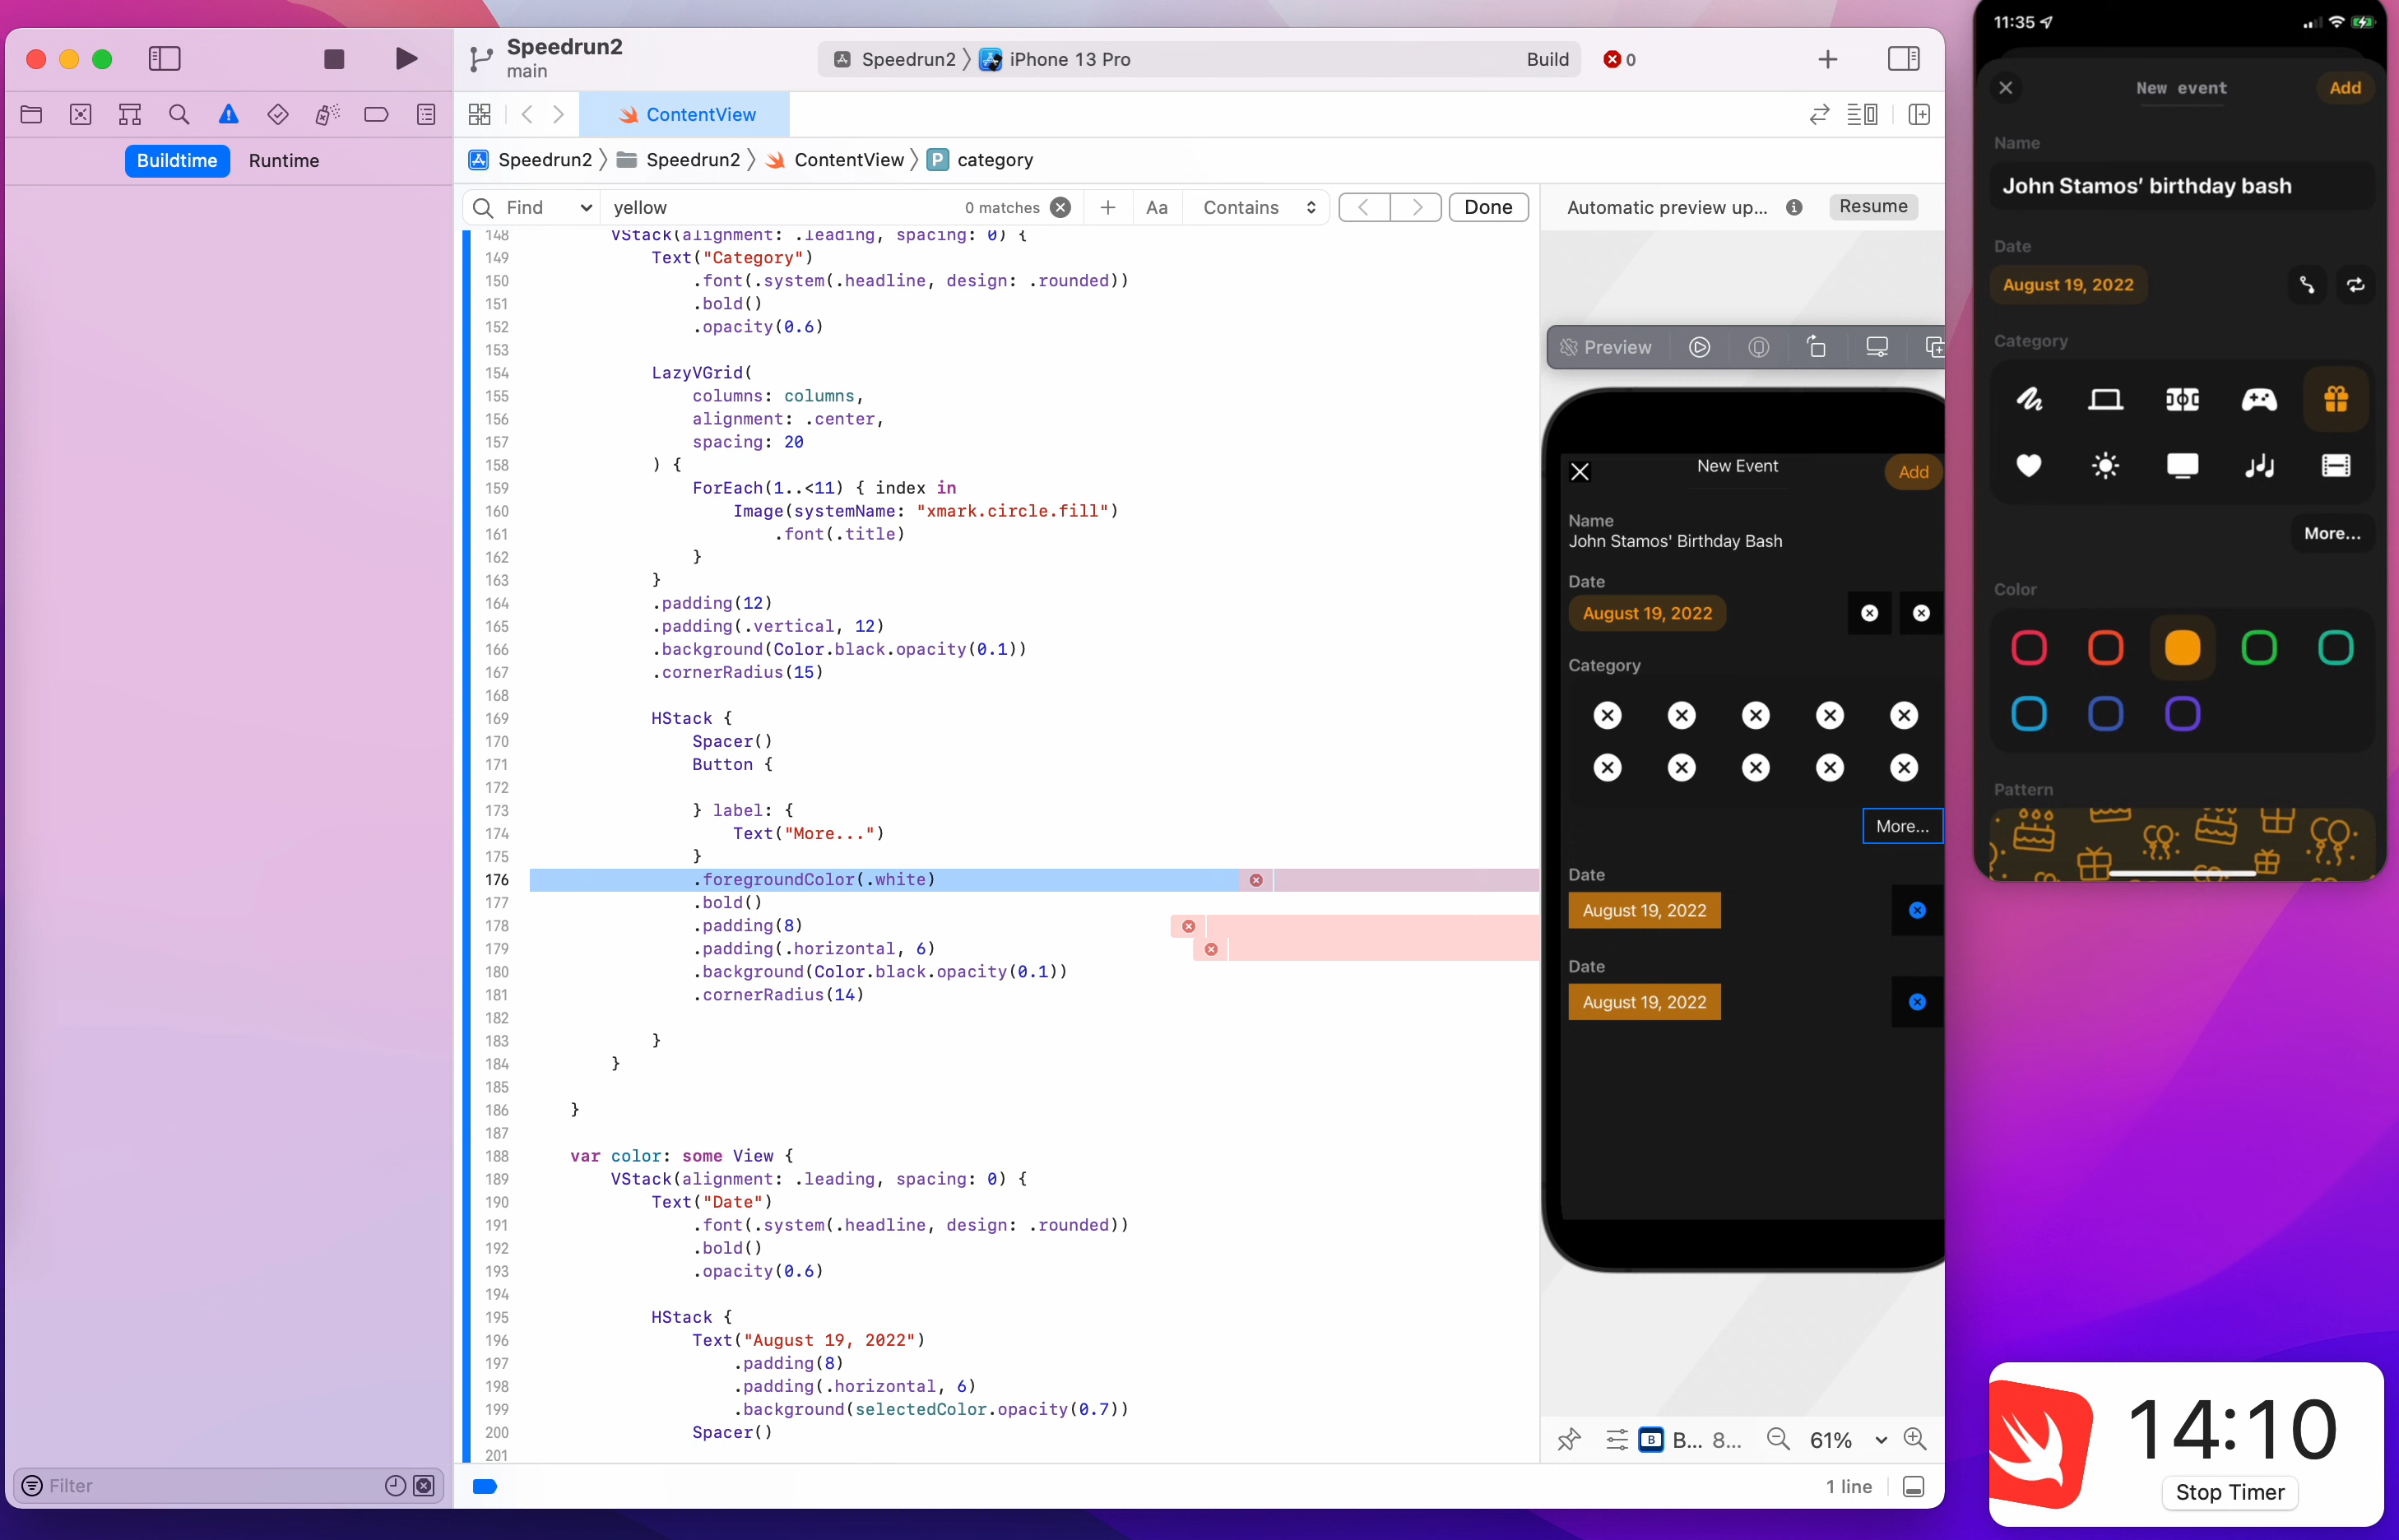 Speedrun2
main
Speedrun2 〉 iPhone 13 Pro
Build
0
ContentView
Buildtime
Runtime
Speedrun2 〉 Speedrun2 〉 ContentView 〉 P category
Find
yellow
0 matches
Aa
Contains
Done
Automatic preview up...
Resume
148 VStack(alignment: .leading, spacing: 0) {
149 Text("Category")
150 .font(.system(.headline, design: .rounded))
151 .bold()
152 .opacity(0.6)
153
154 LazyVGrid(
155 columns: columns,
156 alignment: .center,
157 spacing: 20
158 ) {
159 ForEach(1..<11) { index in
160 Image(systemName: "xmark.circle.fill")
161 .font(.title)
162 }
163 }
164 .padding(12)
165 .padding(.vertical, 12)
166 .background(Color.black.opacity(0.1))
167 .cornerRadius(15)
168
169 HStack {
170 Spacer()
171 Button {
172
173 } label: {
174 Text("More...")
175 }
176 .foregroundColor(.white)
177 .bold()
178 .padding(8)
179 .padding(.horizontal, 6)
180 .background(Color.black.opacity(0.1))
181 .cornerRadius(14)
182
183 }
184 }
185
186 }
187
188 var color: some View {
189 VStack(alignment: .leading, spacing: 0) {
190 Text("Date")
191 .font(.system(.headline, design: .rounded))
192 .bold()
193 .opacity(0.6)
194
195 HStack {
196 Text("August 19, 2022")
197 .padding(8)
198 .padding(.horizontal, 6)
199 .background(selectedColor.opacity(0.7))
200 Spacer()
201
Filter
1 line
Preview
New Event
Add
Name
John Stamos' Birthday Bash
Date
August 19, 2022
Category
More...
Date
August 19, 2022
Date
August 19, 2022
B
B... 8...
61%
11:35
New event
Add
Name
John Stamos’ birthday bash
Date
August 19, 2022
Category
More...
Color
Pattern
14:10
Stop Timer